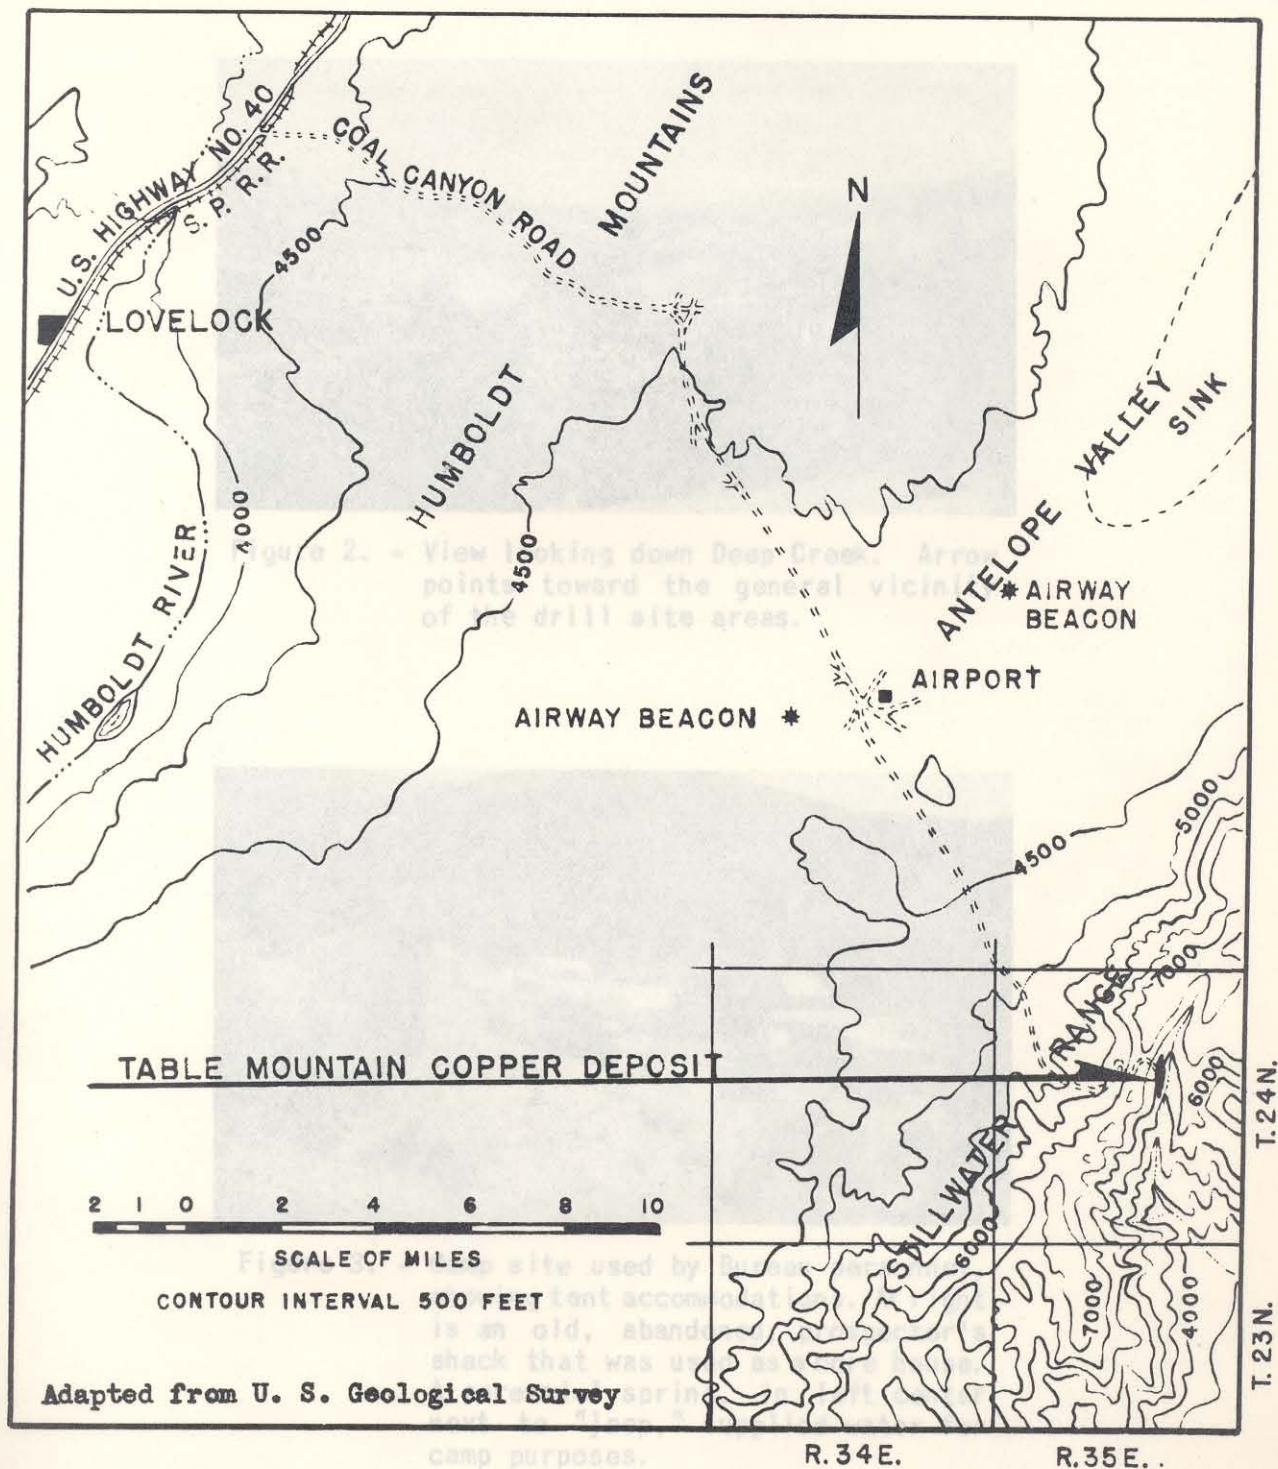 U.S. HIGHWAY NO. 40
S. P. R. R.
COAL CANYON ROAD
MOUNTAINS
N
4500
LOVELOCK
HUMBOLDT
VALLEY
SINK
4000
HUMBOLDT RIVER
4500
ANTELOPE
AIRWAY
BEACON
AIRPORT
AIRWAY BEACON
5000
4500
7000
RANGE
TABLE MOUNTAIN COPPER DEPOSIT
6000
T. 24 N.
STILLWATER
2 1 0 2 4 6 8 10
SCALE OF MILES
CONTOUR INTERVAL 500 FEET
6000
7000
4000
T. 23 N.
Adapted from U. S. Geological Survey
R. 34 E.
R. 35 E..
Figure 2. - View looking down Deep Creek. Arrow
points toward the general vicinity
of the drill site areas.
Figure 3. - Camp site used by Bureau
showing tent accommodations.
is an old, abandoned prospector's
shack that was used as
spring
next to "jeep," supplied water for
camp purposes.